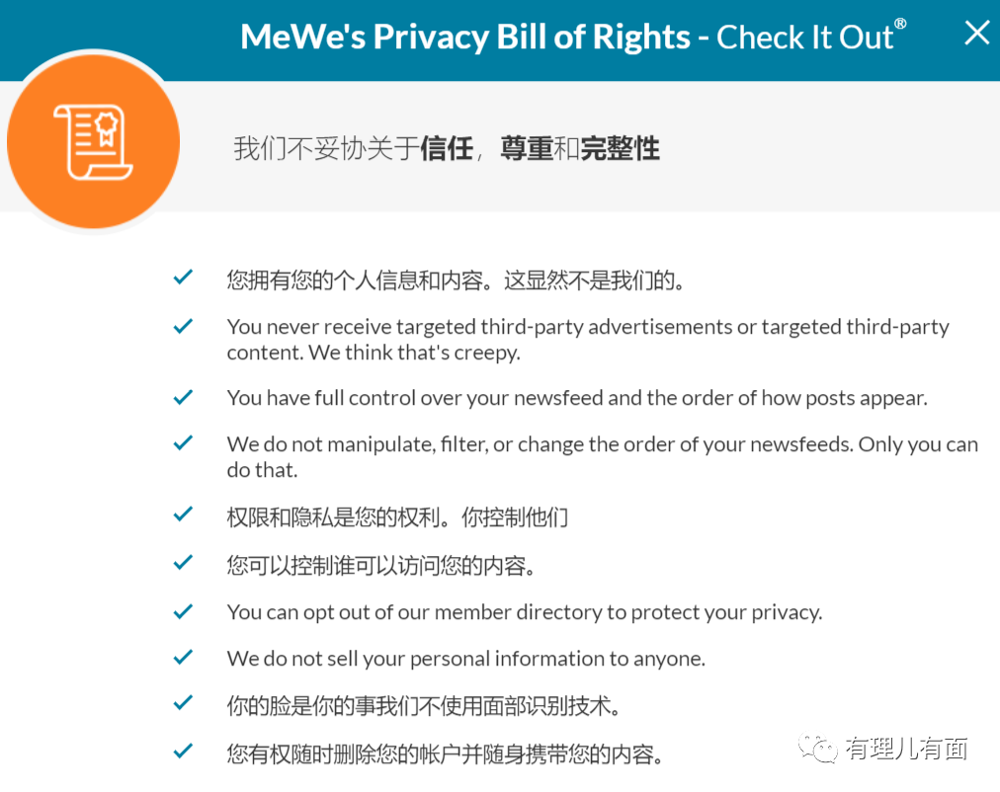 MeWe's Privacy Bill of Rights - Check It Out®
我们不妥协关于信任，尊重和完整性
您拥有您的个人信息和内容。这显然不是我们的。
You never receive targeted third-party advertisements or targeted third-party
content. We think that's creepy.
You have full control over your newsfeed and the order of how posts appear.
We do not manipulate, filter, or change the order of your newsfeeds. Only you can
do that.
权限和隐私是您的权利。你控制他们
您可以控制谁可以访问您的内容。
You can opt out of our member directory to protect your privacy.
We do not sell your personal information to anyone.
你的脸是你的事我们不使用面部识别技术。
您有权随时删除您的帐户并随身携带您的内容。
有理儿有面